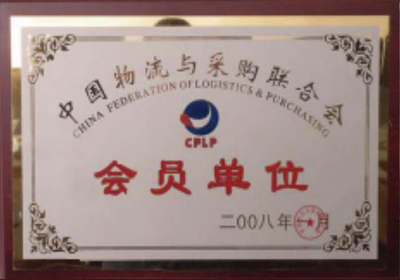 中国物流与采购联合会
CHINA FEDERATION OF LOGISTICS & PURCHASING
CFLP
会员单位
二00八年一月